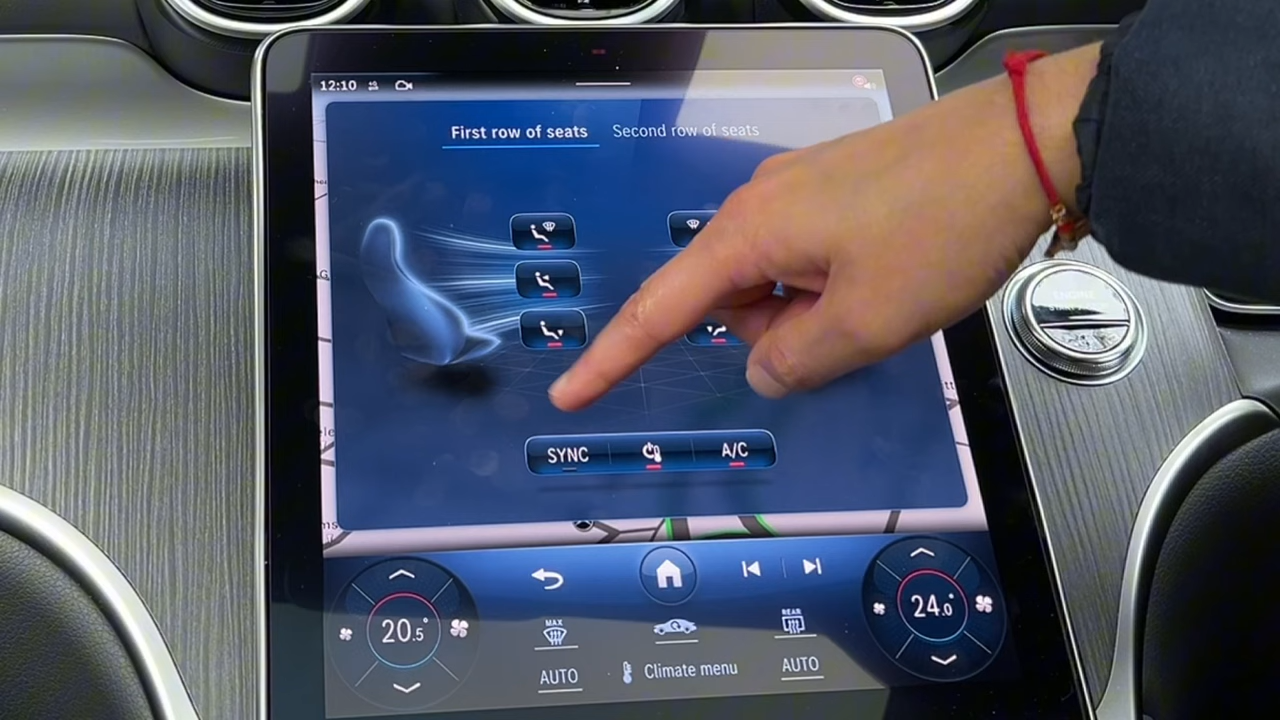 12:10
First row of seats
Second row of seats
SYNC
A/C
20.5°
24.0°
MAX
REAR
AUTO
Climate menu
AUTO